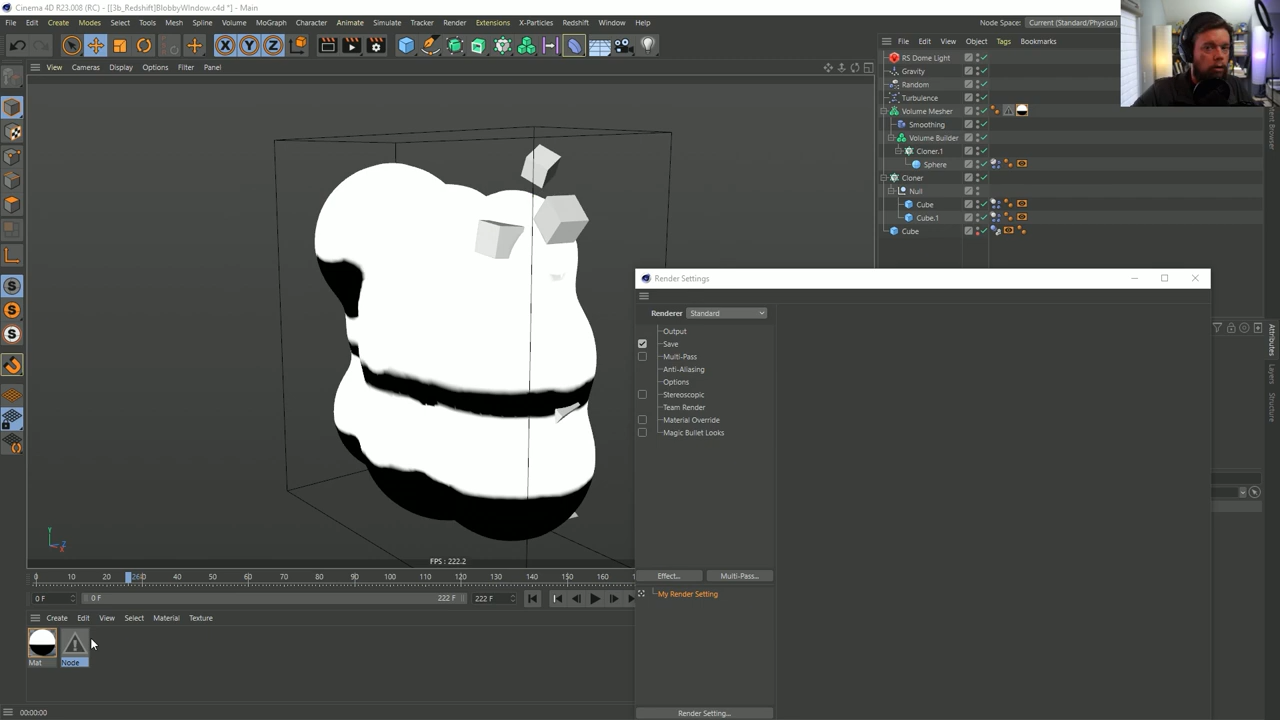 Cinema 4D R23.008 (RC) - [[3b_Redshift]BlobbyWindow.c4d *] - Main
File Edit Create Modes Select Tools Mesh Spline Volume MoGraph Character Animate Simulate Tracker Render Extensions X-Particles Redshift Window Help
Node Space: Current (Standard/Physical)
View Cameras Display Options Filter Panel
File Edit View Object Tags Bookmarks
RS Dome Light
Gravity
Random
Turbulence
Volume Mesher
Smoothing
Volume Builder
Cloner.1
Sphere
Cloner
Null
Cube
Cube.1
Cube
Attributes
Layers
Structure
Render Settings
Renderer Standard
Output
Save
Multi-Pass
Anti-Aliasing
Options
Stereoscopic
Team Render
Material Override
Magic Bullet Looks
Effect... Multi-Pass...
My Render Setting
Render Setting...
FPS : 222.2
0 10 20 26 30 40 50 60 70 80 90 100 110 120 130 140 150 160
0 F 0 F 222 F 222 F
Create Edit View Select Material Texture
Mat Node
00:00:00